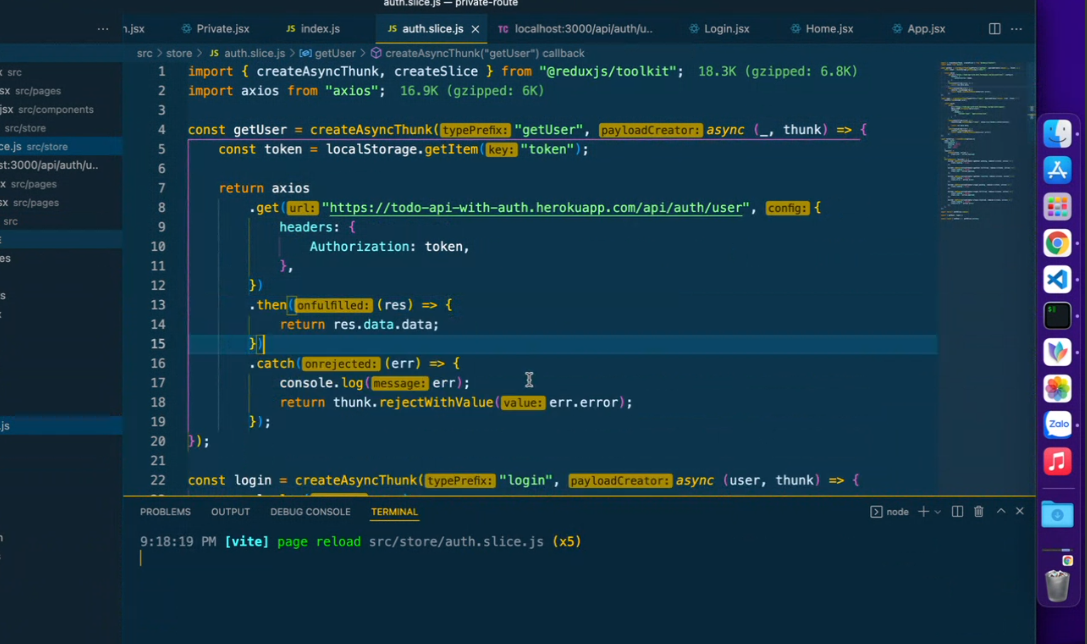 auth.slice.js — private-route
... n.jsx Private.jsx JS index.js JS auth.slice.js × localhost:3000/api/auth/u.. Login.jsx Home.jsx App.jsx ...
src > store > JS auth.slice.js > getUser > createAsyncThunk("getUser") callback
jsx src
sx src/pages
jsx src/components
src/store
ce.js src/store
st:3000/api/auth/u...
x src/pages
sx src/pages
src
es
s
.js
1 import { createAsyncThunk, createSlice } from "@reduxjs/toolkit"; 18.3K (gzipped: 6.8K)
2 import axios from "axios"; 16.9K (gzipped: 6K)
3
4 const getUser = createAsyncThunk(typePrefix: "getUser", payloadCreator: async (_, thunk) => {
5 const token = localStorage.getItem(key: "token");
6
7 return axios
8 .get(url: "https://todo-api-with-auth.herokuapp.com/api/auth/user", config: {
9 headers: {
10 Authorization: token,
11 },
12 })
13 .then(onfulfilled: (res) => {
14 return res.data.data;
15 })
16 .catch(onrejected: (err) => {
17 console.log(message: err);
18 return thunk.rejectWithValue(value: err.error);
19 });
20 });
21
22 const login = createAsyncThunk(typePrefix: "login", payloadCreator: async (user, thunk) => {
PROBLEMS OUTPUT DEBUG CONSOLE TERMINAL node
9:18:19 PM [vite] page reload src/store/auth.slice.js (x5)
Zalo